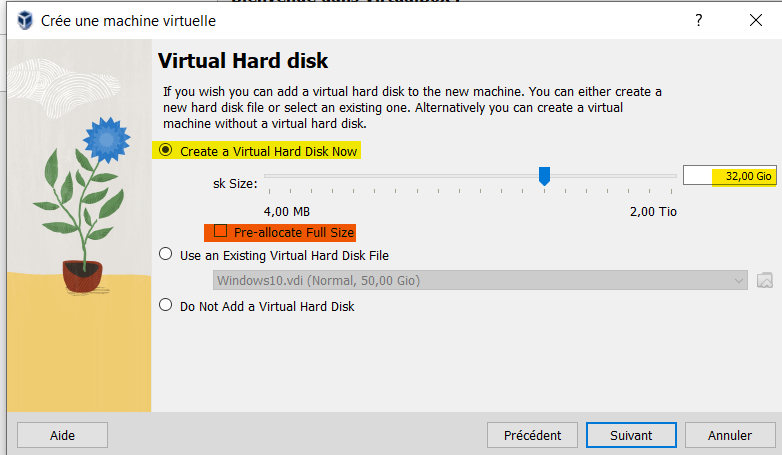 Crée une machine virtuelle
Virtual Hard disk
If you wish you can add a virtual hard disk to the new machine. You can either create a
new hard disk file or select an existing one. Alternatively you can create a virtual
machine without a virtual hard disk.
Create a Virtual Hard Disk Now
sk Size:
32,00 Gio
4,00 MB
2,00 Tio
Pre-allocate Full Size
Use an Existing Virtual Hard Disk File
Windows10.vdi (Normal, 50,00 Gio)
Do Not Add a Virtual Hard Disk
Aide
Précédent
Suivant
Annuler